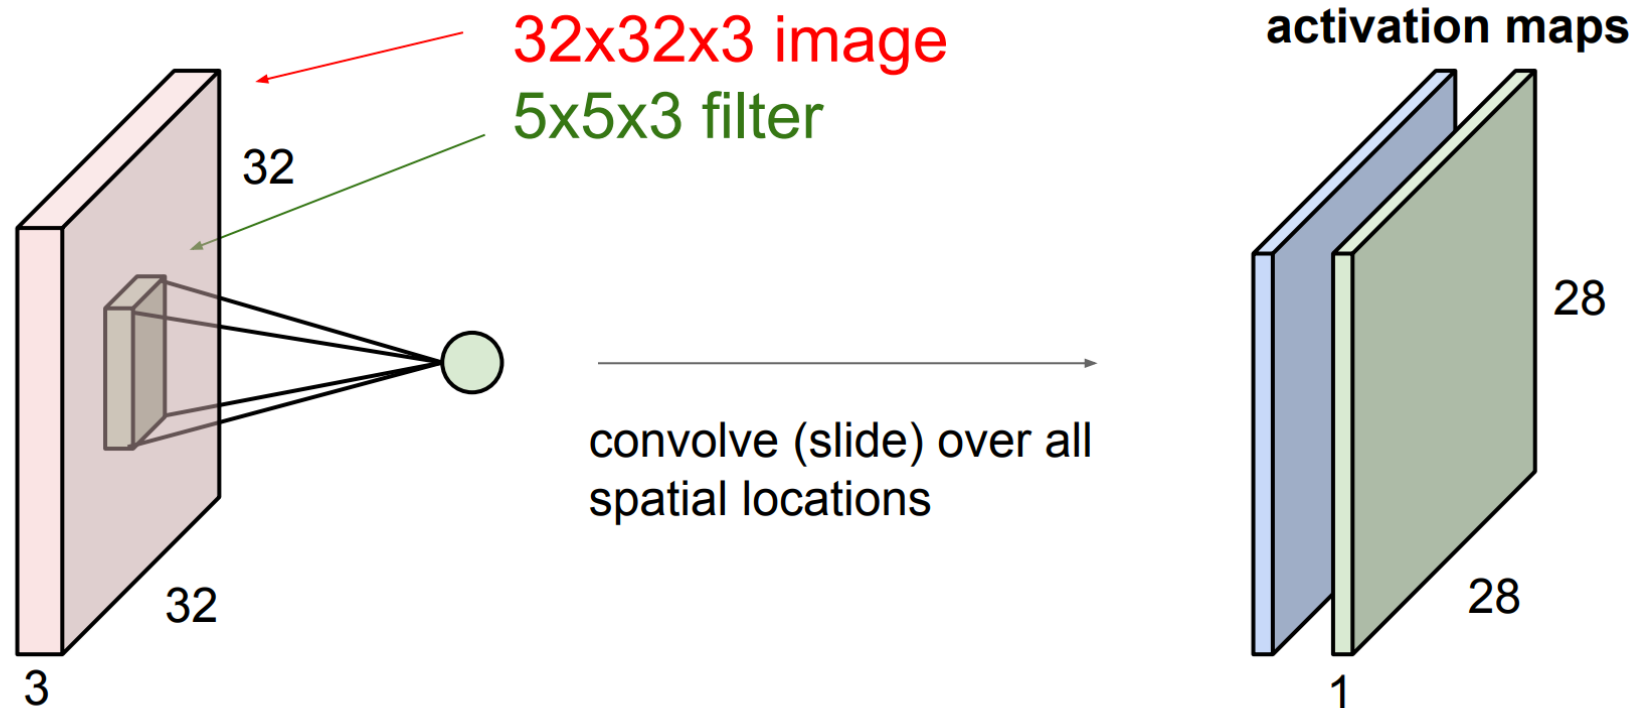 32x32x3 image
5x5x3 filter
32
32
3
convolve (slide) over all
spatial locations
activation maps
28
28
1